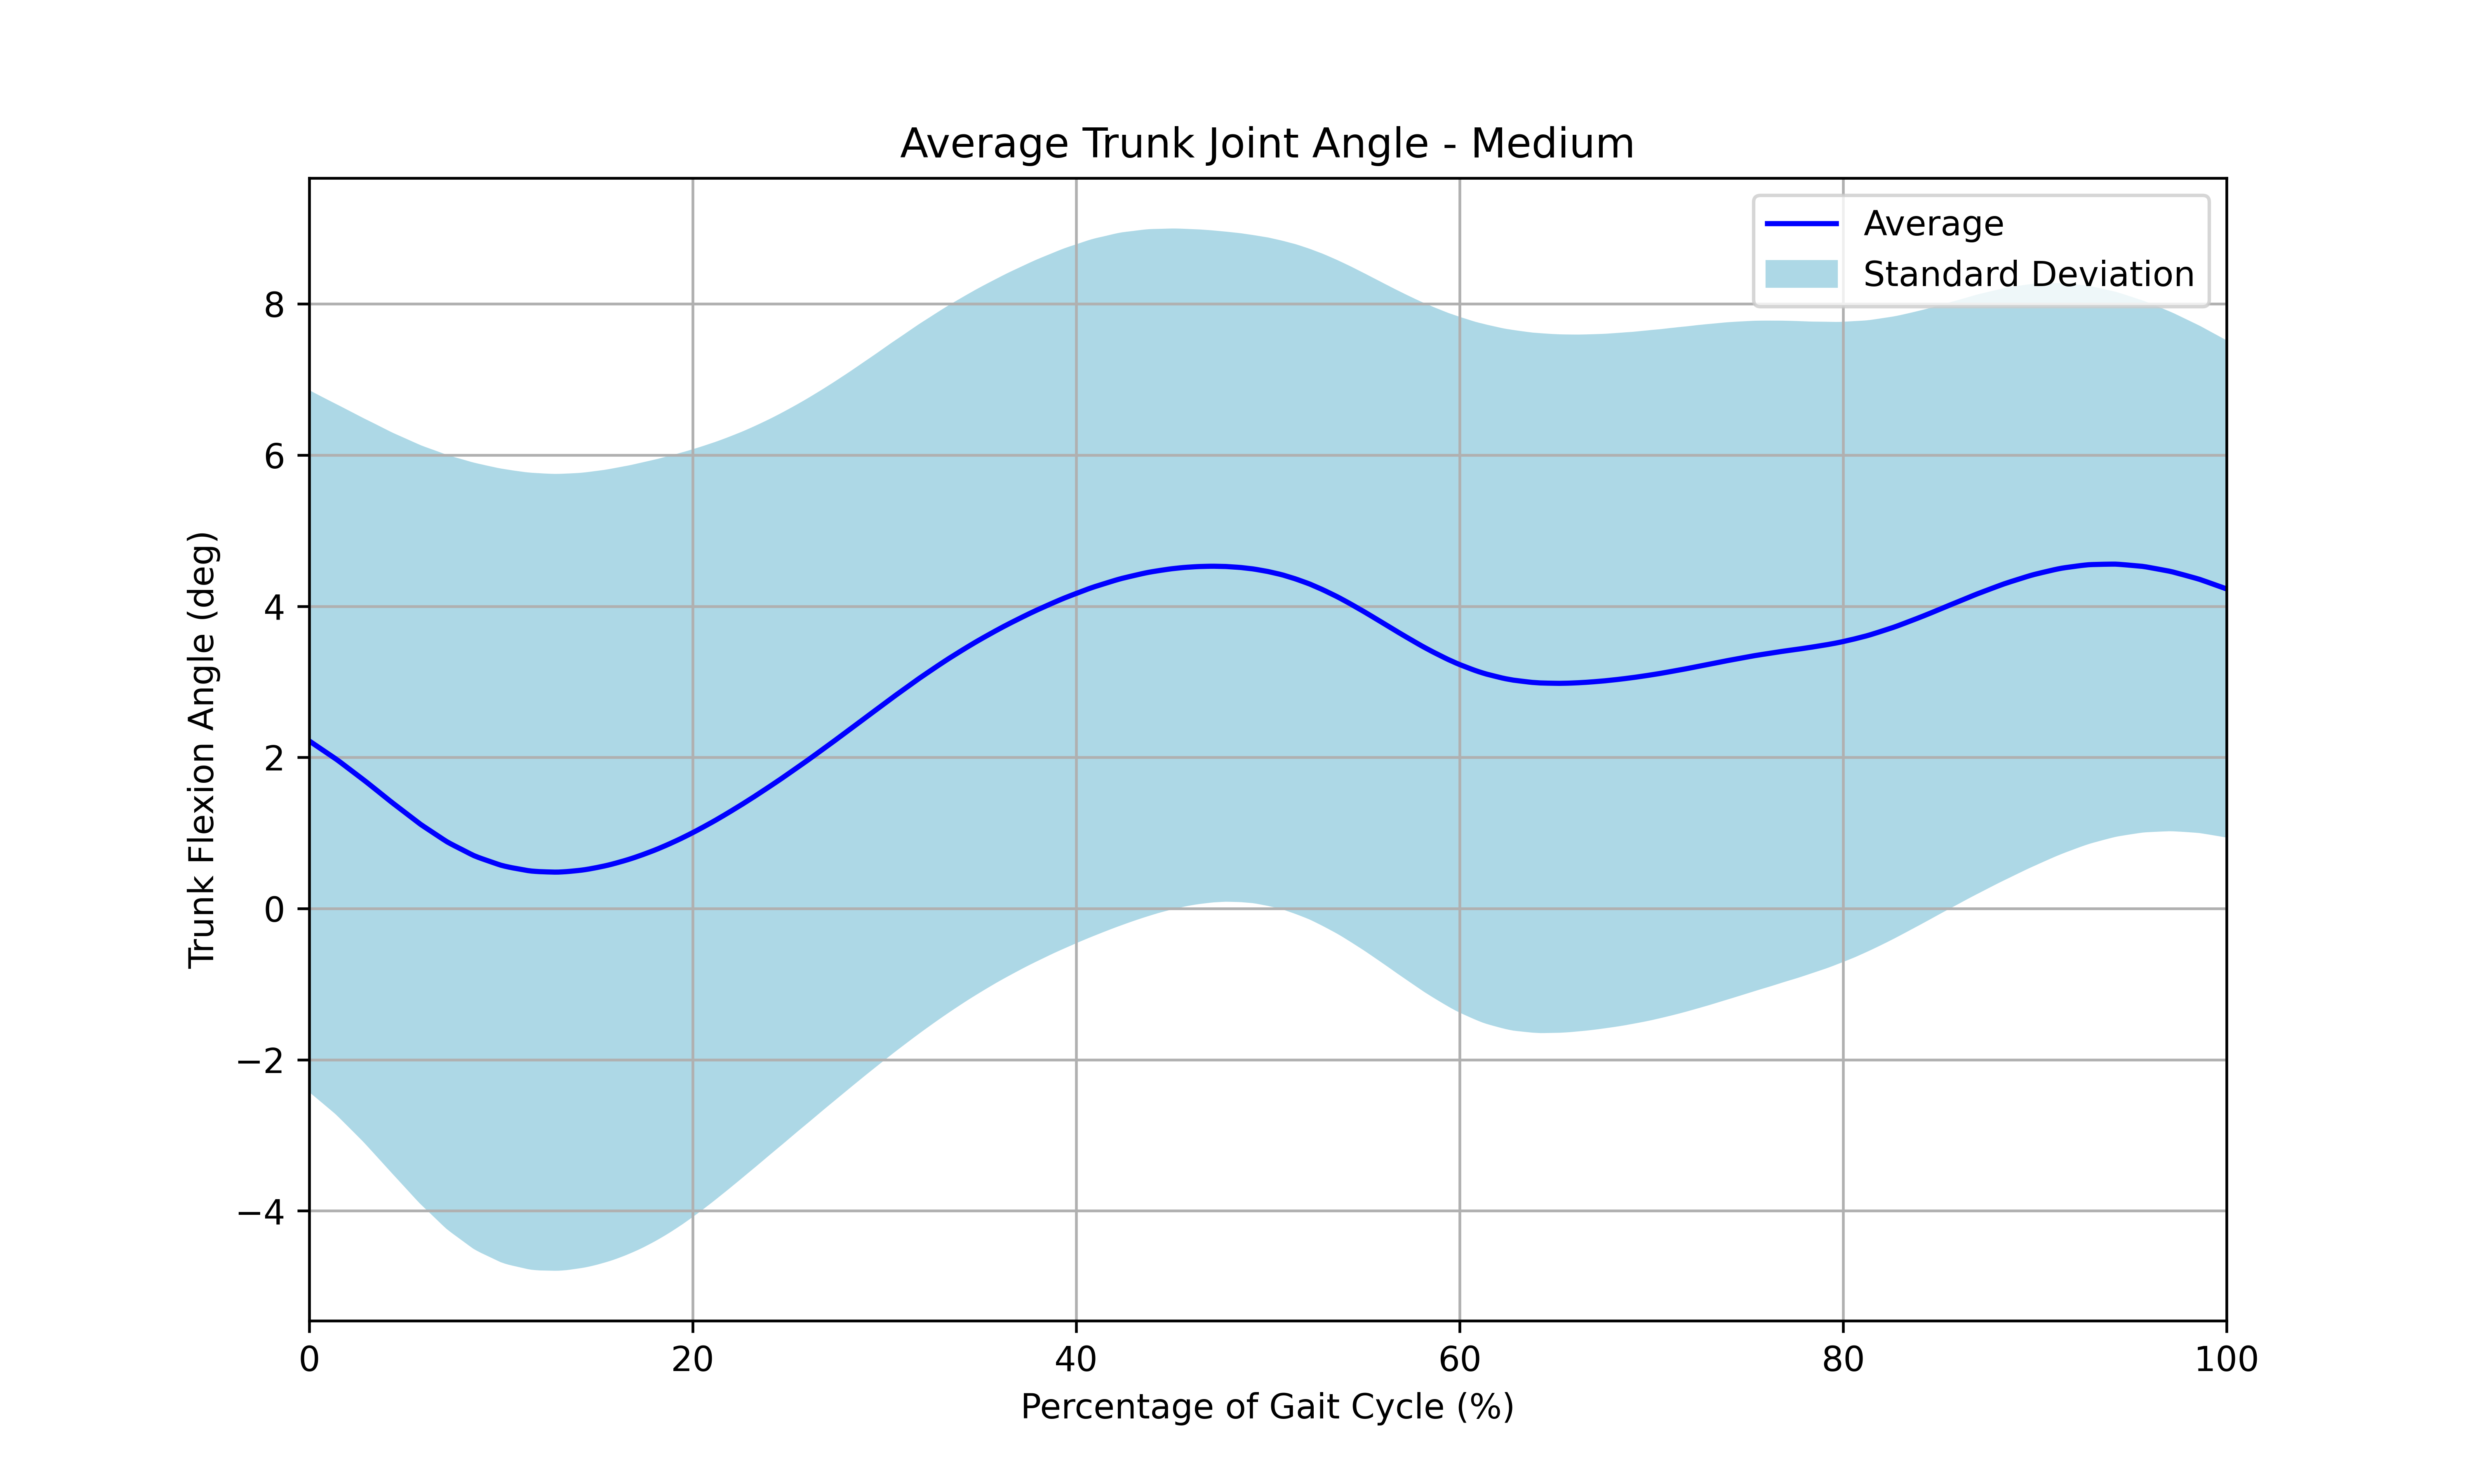 Average Trunk Joint Angle - Medium
Average
Standard Deviation
8
6
4
2
0
−2
−4
Trunk Flexion Angle (deg)
0 20 40 60 80 100
Percentage of Gait Cycle (%)